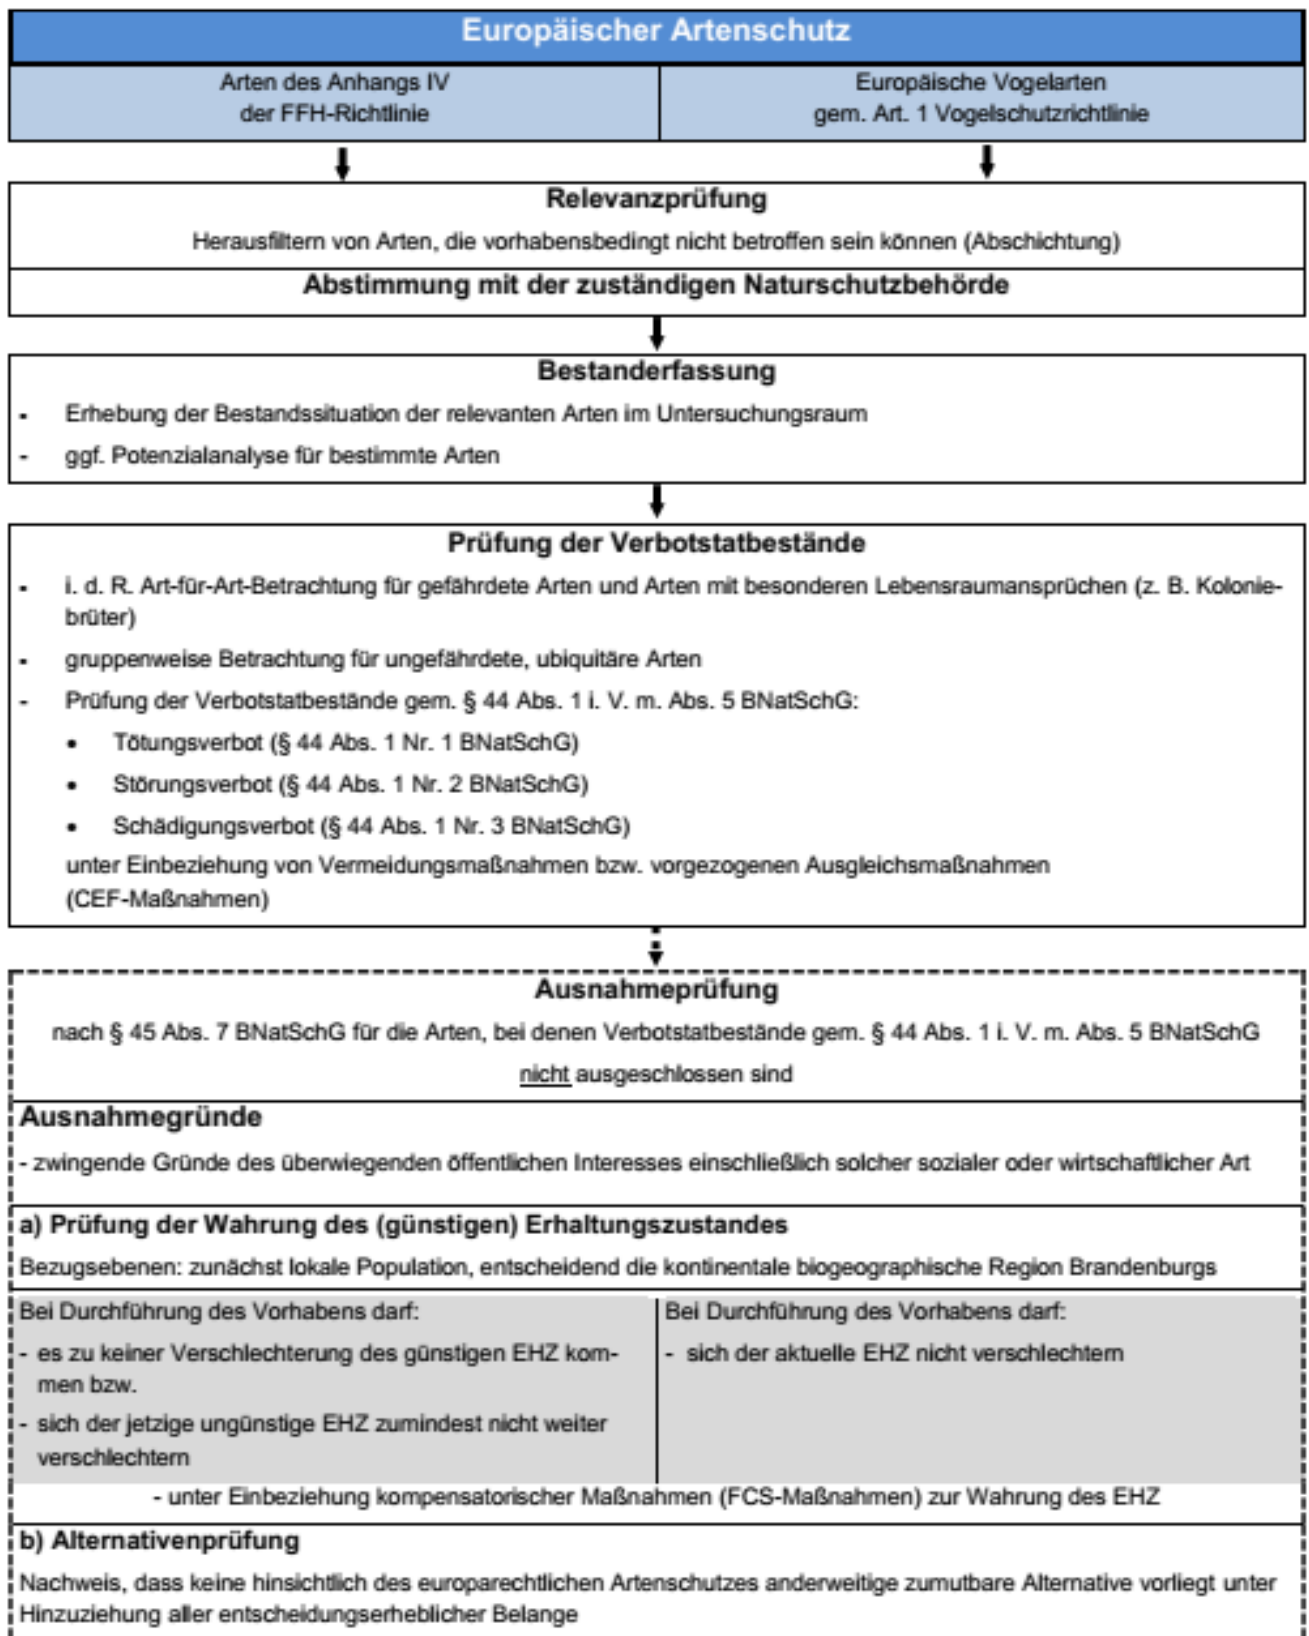 Europäischer Artenschutz
Arten des Anhangs IV
der FFH-Richtlinie
Europäische Vogelarten
gem. Art. 1 Vogelschutzrichtlinie
Relevanzprüfung
Herausfiltern von Arten, die vorhabensbedingt nicht betroffen sein können (Abschichtung)
Abstimmung mit der zuständigen Naturschutzbehörde
Bestanderfassung
- Erhebung der Bestandssituation der relevanten Arten im Untersuchungsraum
- ggf. Potenzialanalyse für bestimmte Arten
Prüfung der Verbotstatbestände
- i. d. R. Art-für-Art-Betrachtung für gefährdete Arten und Arten mit besonderen Lebensraumansprüchen (z. B. Kolonie-
brüter)
- gruppenweise Betrachtung für ungefährdete, ubiquitäre Arten
- Prüfung der Verbotstatbestände gem. § 44 Abs. 1 i. V. m. Abs. 5 BNatSchG:
• Tötungsverbot (§ 44 Abs. 1 Nr. 1 BNatSchG)
• Störungsverbot (§ 44 Abs. 1 Nr. 2 BNatSchG)
• Schädigungsverbot (§ 44 Abs. 1 Nr. 3 BNatSchG)
unter Einbeziehung von Vermeidungsmaßnahmen bzw. vorgezogenen Ausgleichsmaßnahmen
(CEF-Maßnahmen)
Ausnahmeprüfung
nach § 45 Abs. 7 BNatSchG für die Arten, bei denen Verbotstatbestände gem. § 44 Abs. 1 i. V. m. Abs. 5 BNatSchG
nicht ausgeschlossen sind
Ausnahmegründe
- zwingende Gründe des überwiegenden öffentlichen Interesses einschließlich solcher sozialer oder wirtschaftlicher Art
a) Prüfung der Wahrung des (günstigen) Erhaltungszustandes
Bezugsebenen: zunächst lokale Population, entscheidend die kontinentale biogeographische Region Brandenburgs
Bei Durchführung des Vorhabens darf:
- es zu keiner Verschlechterung des günstigen EHZ kom-
men bzw.
- sich der jetzige ungünstige EHZ zumindest nicht weiter
verschlechtern
Bei Durchführung des Vorhabens darf:
- sich der aktuelle EHZ nicht verschlechtern
- unter Einbeziehung kompensatorischer Maßnahmen (FCS-Maßnahmen) zur Wahrung des EHZ
b) Alternativenprüfung
Nachweis, dass keine hinsichtlich des europarechtlichen Artenschutzes anderweitige zumutbare Alternative vorliegt unter
Hinzuziehung aller entscheidungserheblicher Belange